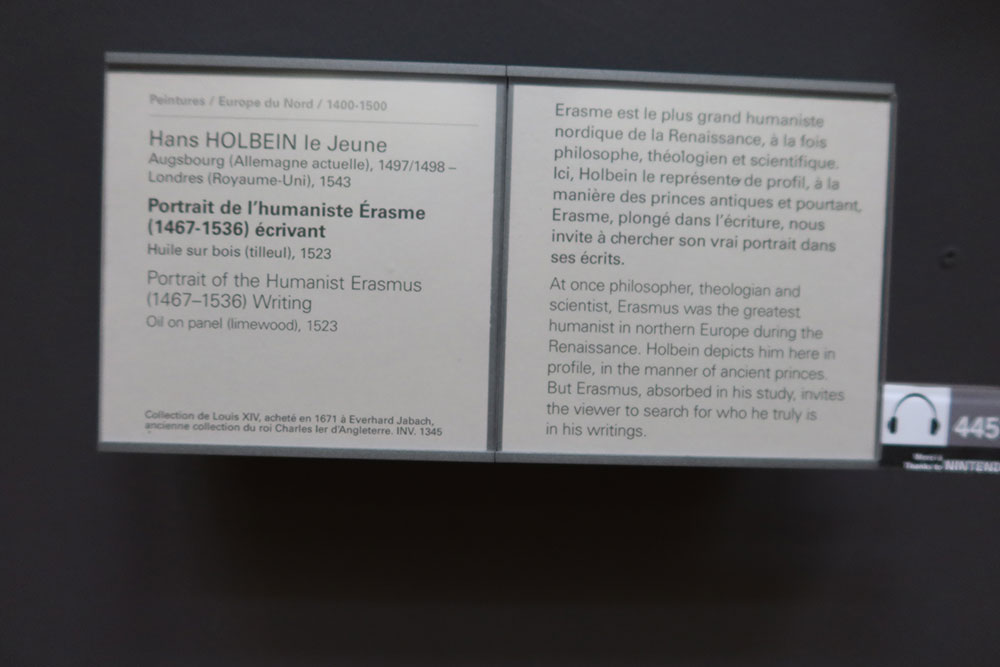 Peintures / Europe du Nord / 1400-1500
Hans HOLBEIN le Jeune
Augsbourg (Allemagne actuelle), 1497/1498 –
Londres (Royaume-Uni), 1543
Portrait de l'humaniste Érasme
(1467-1536) écrivant
Huile sur bois (tilleul), 1523
Portrait of the Humanist Erasmus
(1467–1536) Writing
Oil on panel (limewood), 1523
Collection de Louis XIV, acheté en 1671 à Everhard Jabach,
ancienne collection du roi Charles Ier d'Angleterre. INV. 1345
Erasme est le plus grand humaniste
nordique de la Renaissance, à la fois
philosophe, théologien et scientifique.
Ici, Holbein le représente de profil, à la
manière des princes antiques et pourtant,
Erasme, plongé dans l'écriture, nous
invite à chercher son vrai portrait dans
ses écrits.
At once philosopher, theologian and
scientist, Erasmus was the greatest
humanist in northern Europe during the
Renaissance. Holbein depicts him here in
profile, in the manner of ancient princes.
But Erasmus, absorbed in his study, invites
the viewer to search for who he truly is
in his writings.
445
Thanks to NINTEND